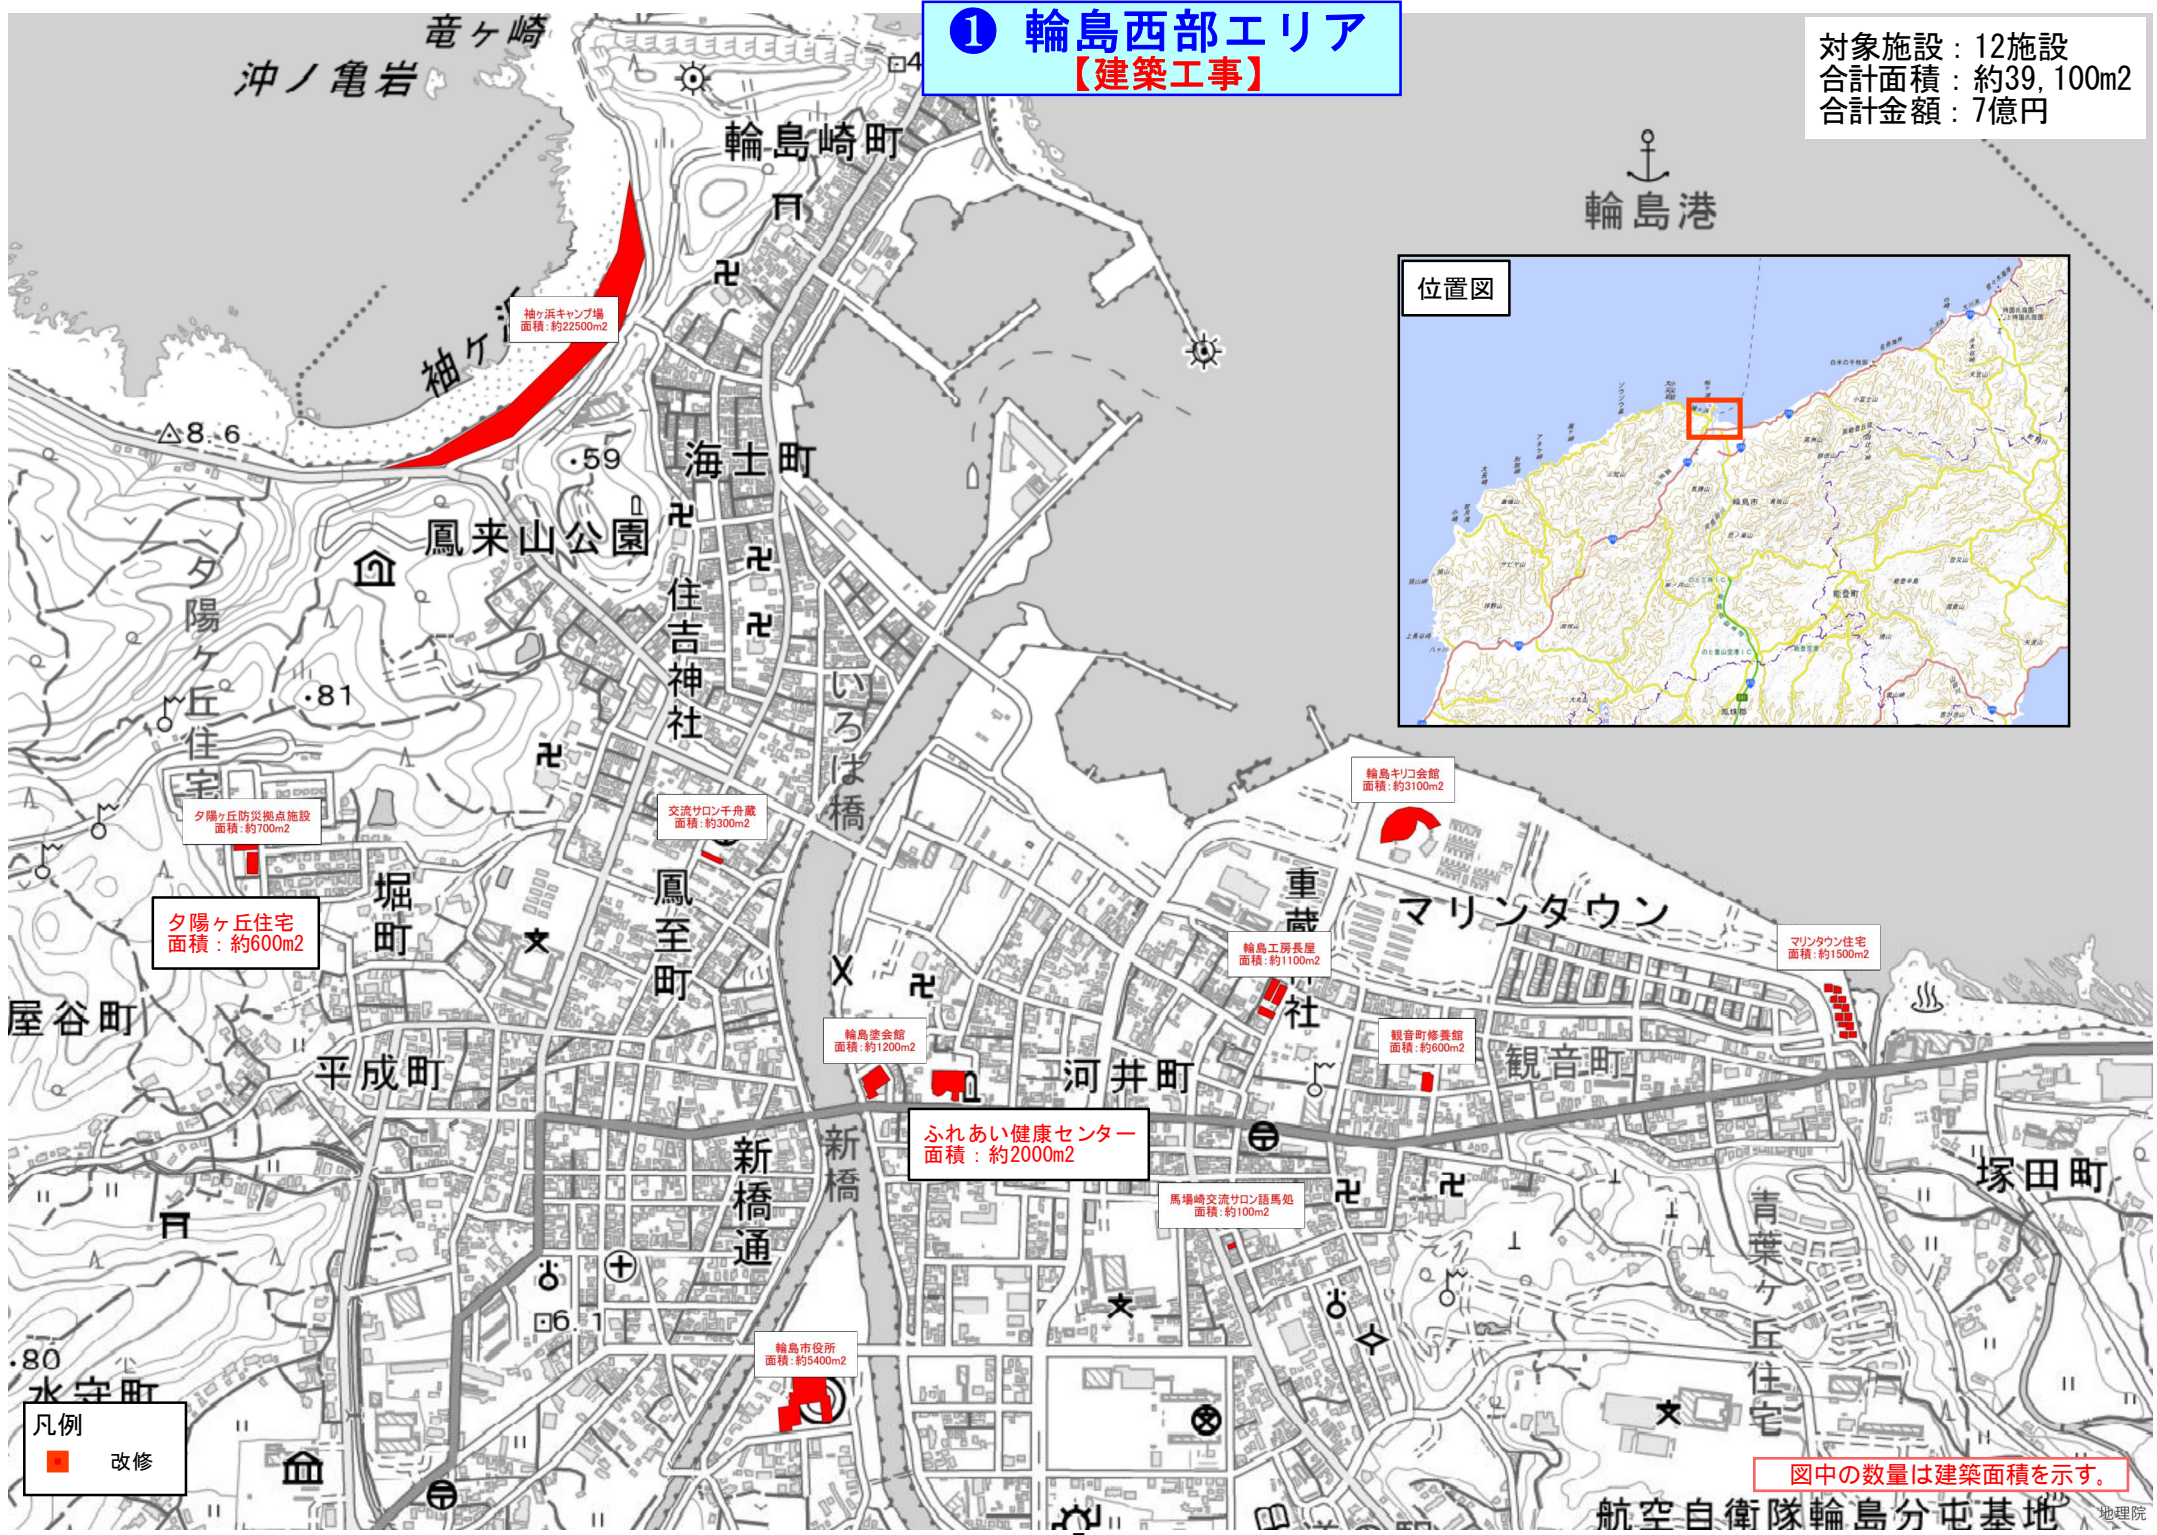 ❶ 輪島西部エリア
【建築工事】
対象施設：12施設
合計面積：約39,100m2
合計金額：7億円
竜ヶ崎
沖ノ亀岩
輪島崎町
輪島港
位置図
袖ヶ浜キャンプ場
面積：約22500m2
袖ヶ浜
8.6
59
海士町
鳳来山公園
夕陽ヶ丘住宅
住吉神社
81
いろは橋
輪島キリコ会館
面積：約3100m2
夕陽ヶ丘防災拠点施設
面積：約700m2
交流サロン千舟蔵
面積：約300m2
夕陽ヶ丘住宅
面積：約600m2
堀町
鳳至町
重蔵神社
マリンタウン
輪島工房長屋
面積：約1100m2
マリンタウン住宅
面積：約1500m2
屋谷町
平成町
輪島塗会館
面積：約1200m2
河井町
観音町修養館
面積：約600m2
観音町
ふれあい健康センター
面積：約2000m2
新橋通
新橋
馬場崎交流サロン語馬処
面積：約100m2
塚田町
青葉ヶ丘住宅
6.1
輪島市役所
面積：約5400m2
80
水守町
凡例
改修
図中の数量は建築面積を示す。
航空自衛隊輪島分屯基地
地理院
輪島市
能登町